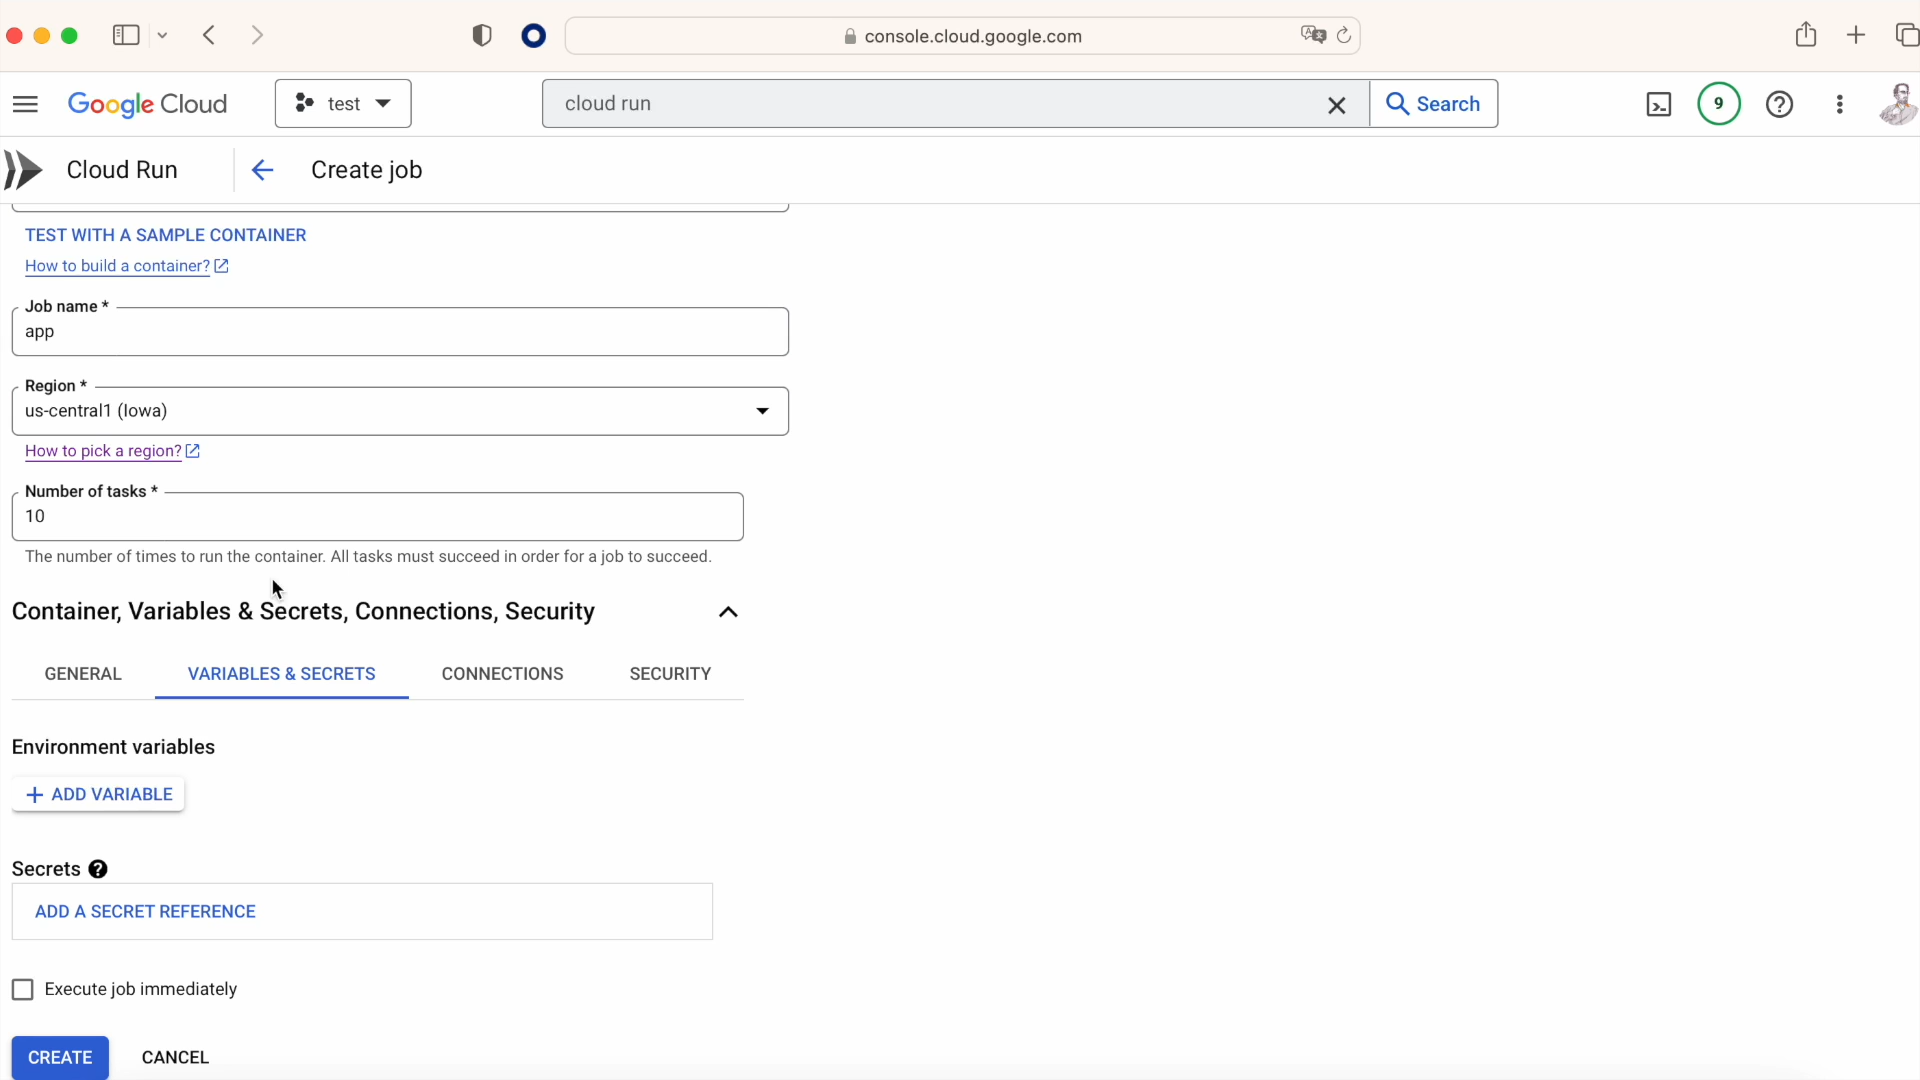 console.cloud.google.com
Google Cloud
test
cloud run
Search
9
Cloud Run
Create job
TEST WITH A SAMPLE CONTAINER
How to build a container?
Job name *
app
Region *
us-central1 (Iowa)
How to pick a region?
Number of tasks *
10
The number of times to run the container. All tasks must succeed in order for a job to succeed.
Container, Variables & Secrets, Connections, Security
GENERAL VARIABLES & SECRETS CONNECTIONS SECURITY
Environment variables
+ ADD VARIABLE
Secrets
ADD A SECRET REFERENCE
Execute job immediately
CREATE CANCEL